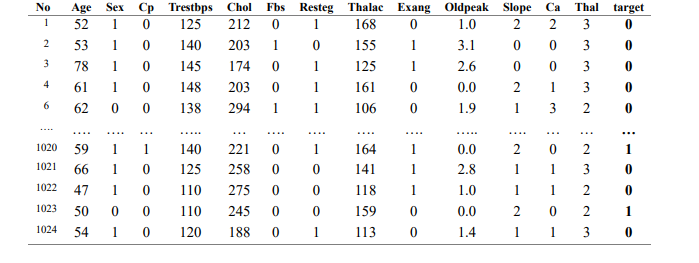 No Age Sex Cp Trestbps Chol Fbs Resteg Thalac Exang Oldpeak Slope Ca Thal target
1 52 1 0 125 212 0 1 168 0 1.0 2 2 3 0
2 53 1 0 140 203 1 0 155 1 3.1 0 0 3 0
3 78 1 0 145 174 0 1 125 1 2.6 0 0 3 0
4 61 1 0 148 203 0 1 161 0 0.0 2 1 3 0
6 62 0 0 138 294 1 1 106 0 1.9 1 3 2 0
.... .... .... ... ..... ... .... .... .... .... ..... .... ... .... ...
1020 59 1 1 140 221 0 1 164 1 0.0 2 0 2 1
1021 66 1 0 125 258 0 0 141 1 2.8 1 1 3 0
1022 47 1 0 110 275 0 0 118 1 1.0 1 1 2 0
1023 50 0 0 110 245 0 0 159 0 0.0 2 0 2 1
1024 54 1 0 120 188 0 1 113 0 1.4 1 1 3 0